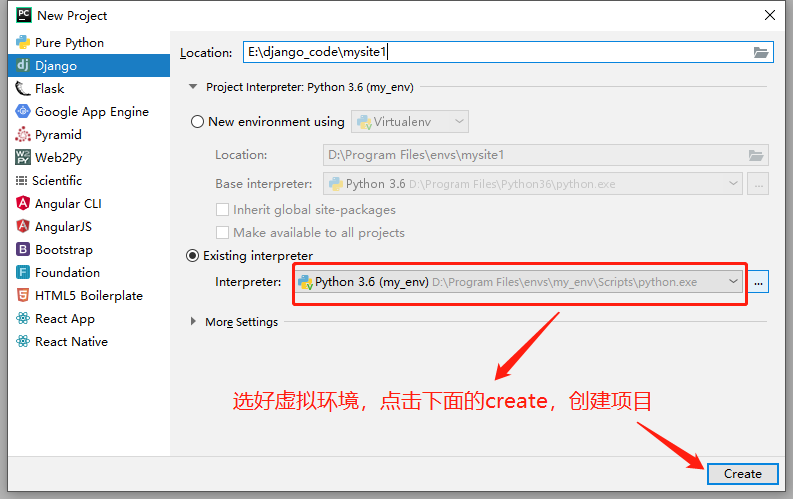 New Project
Pure Python
Django
Flask
Google App Engine
Pyramid
Web2Py
Scientific
Angular CLI
AngularJS
Bootstrap
Foundation
HTML5 Boilerplate
React App
React Native
Location: E:\django_code\mysite1
Project Interpreter: Python 3.6 (my_env)
New environment using Virtualenv
Location: D:\Program Files\envs\mysite1
Base interpreter: Python 3.6 D:\Program Files\Python36\python.exe ...
Inherit global site-packages
Make available to all projects
Existing interpreter
Interpreter: Python 3.6 (my_env) D:\Program Files\envs\my_env\Scripts\python.exe ...
More Settings
选好虚拟环境，点击下面的create，创建项目
Create